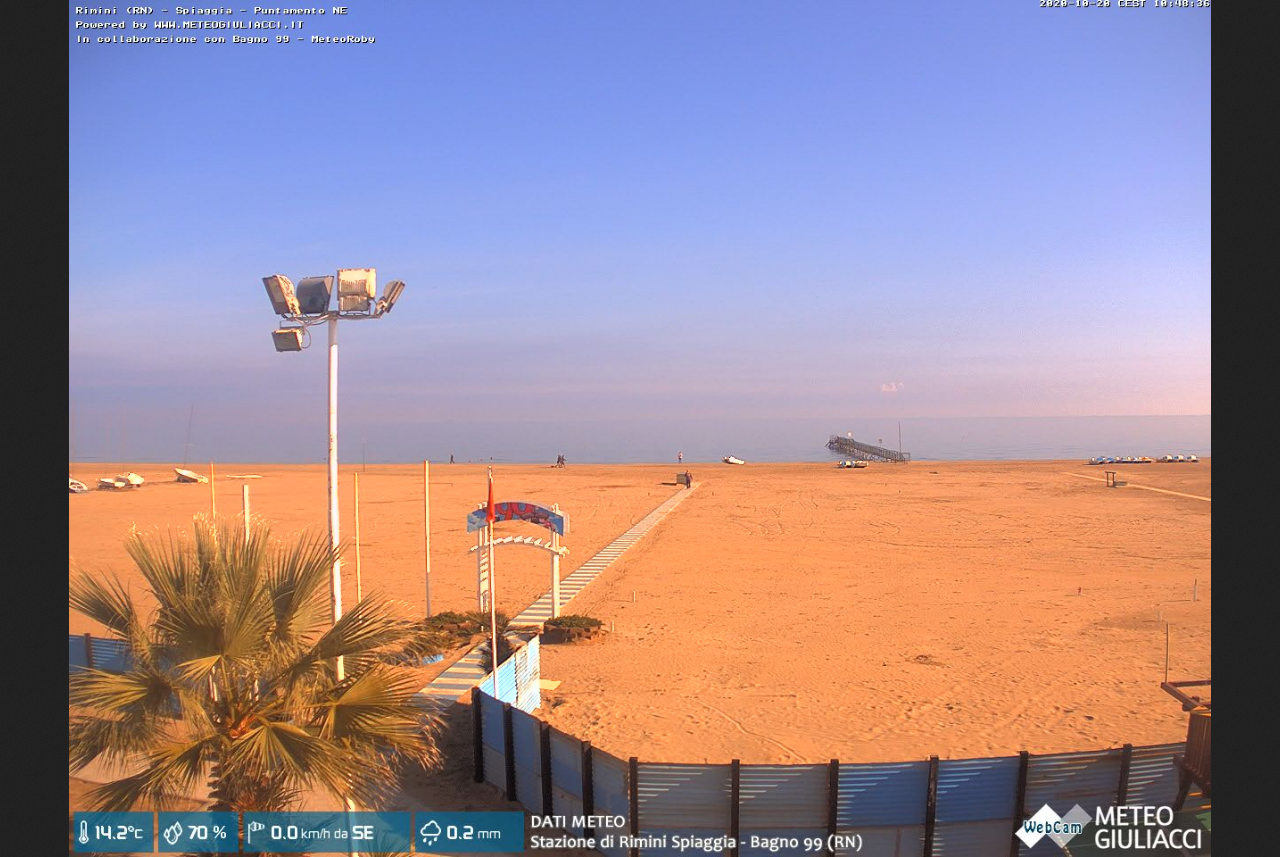 Rimini (RN) - Spiaggia - Puntamento NE
2020-10-20 CEST 10:48:36
Powered by WWW.METEOGIULIACCI.IT
In collaborazione con Bagno 99 - MeteoRoby
14.2°c
70 %
0.0 km/h da SE
0.2 mm
DATI METEO
Stazione di Rimini Spiaggia - Bagno 99 (RN)
WebCam
METEO
GIULIACCI